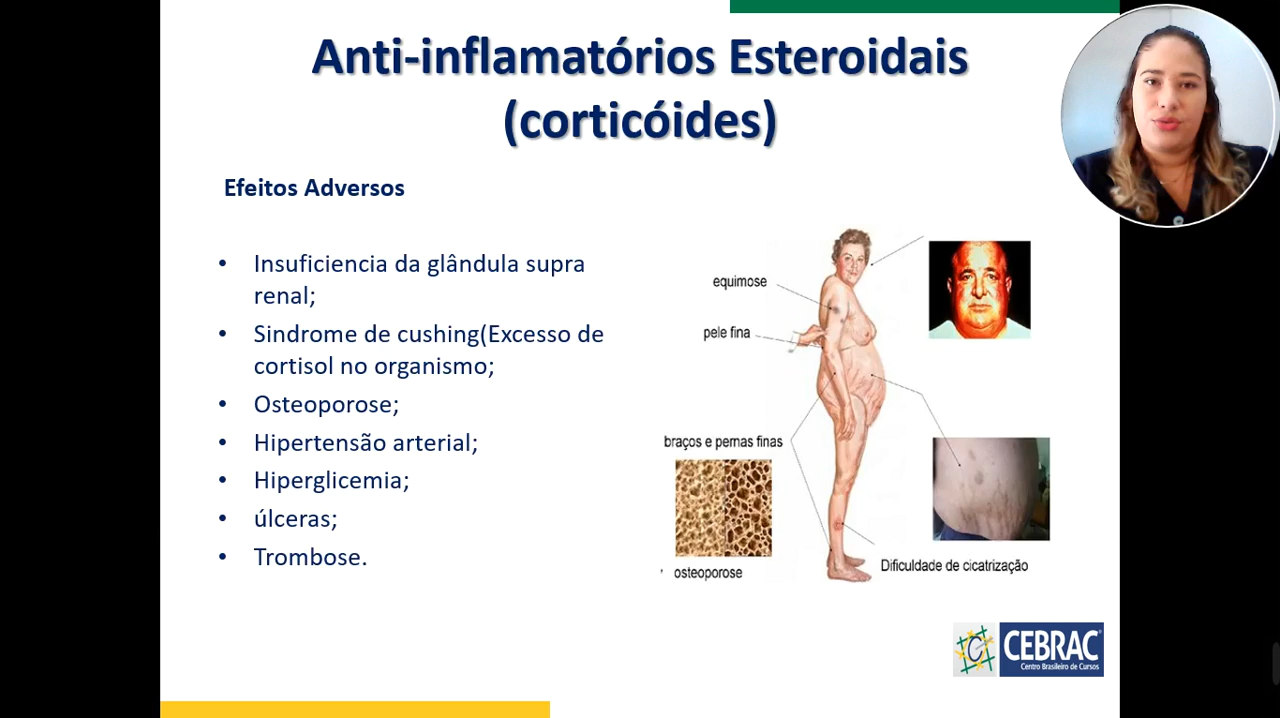 Anti-inflamatórios Esteroidais
(corticóides)
Efeitos Adversos
• Insuficiencia da glândula supra
renal;
• Sindrome de cushing(Excesso de
cortisol no organismo;
• Osteoporose;
• Hipertensão arterial;
• Hiperglicemia;
• úlceras;
• Trombose.
equimose
pele fina
braços e pernas finas
osteoporose
Dificuldade de cicatrização
CEBRAC
Centro Brasileiro de Cursos